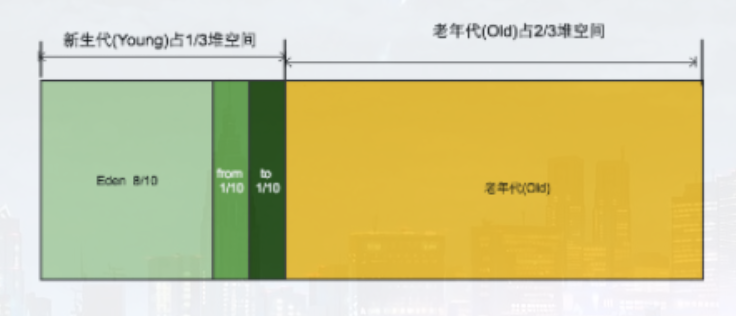 新生代(Young)占1/3堆空间
老年代(Old)占2/3堆空间
Eden 8/10
from
1/10
to
1/10
老年代(Old)